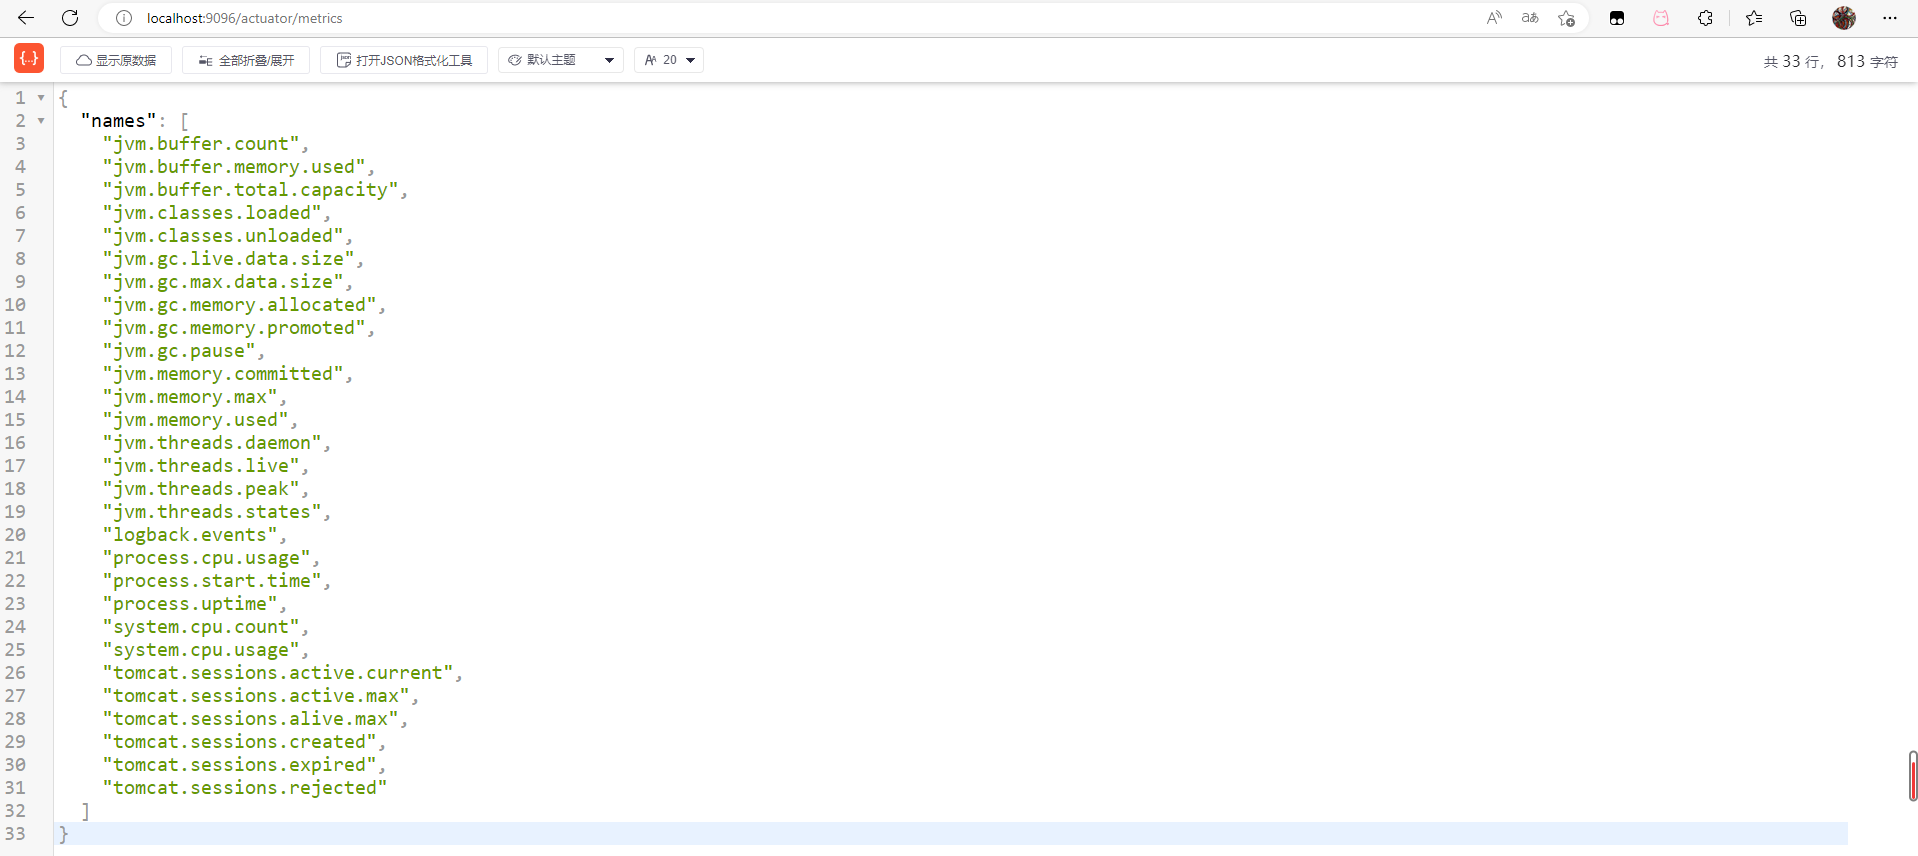 localhost:9096/actuator/metrics
显示原数据 全部折叠/展开 打开JSON格式化工具 默认主题 20 共 33 行， 813 字符
1 {
2 "names": [
3 "jvm.buffer.count",
4 "jvm.buffer.memory.used",
5 "jvm.buffer.total.capacity",
6 "jvm.classes.loaded",
7 "jvm.classes.unloaded",
8 "jvm.gc.live.data.size",
9 "jvm.gc.max.data.size",
10 "jvm.gc.memory.allocated",
11 "jvm.gc.memory.promoted",
12 "jvm.gc.pause",
13 "jvm.memory.committed",
14 "jvm.memory.max",
15 "jvm.memory.used",
16 "jvm.threads.daemon",
17 "jvm.threads.live",
18 "jvm.threads.peak",
19 "jvm.threads.states",
20 "logback.events",
21 "process.cpu.usage",
22 "process.start.time",
23 "process.uptime",
24 "system.cpu.count",
25 "system.cpu.usage",
26 "tomcat.sessions.active.current",
27 "tomcat.sessions.active.max",
28 "tomcat.sessions.alive.max",
29 "tomcat.sessions.created",
30 "tomcat.sessions.expired",
31 "tomcat.sessions.rejected"
32 ]
33 }